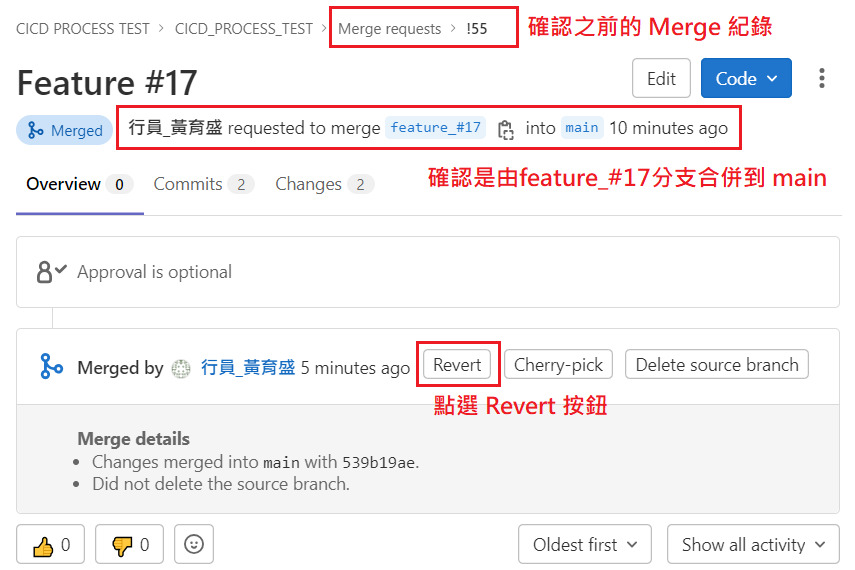 CICD PROCESS TEST > CICD_PROCESS_TEST > Merge requests > !55 確認之前的 Merge 紀錄
Feature #17 Edit Code
Merged 行員_黃育盛 requested to merge feature_#17 into main 10 minutes ago
Overview 0 Commits 2 Changes 2 確認是由feature_#17分支合併到 main
Approval is optional
Merged by 行員_黃育盛 5 minutes ago Revert Cherry-pick Delete source branch
點選 Revert 按鈕
Merge details
• Changes merged into main with 539b19ae.
• Did not delete the source branch.
0 0 Oldest first Show all activity